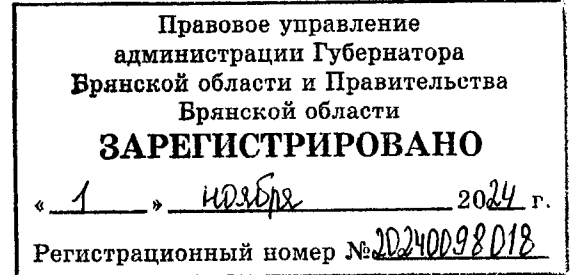 Правовое управление
администрации Губернатора
Брянской области и Правительства
Брянской области
ЗАРЕГИСТРИРОВАНО
« 1 » ноября 2024 г.
Регистрационный номер №20240098018